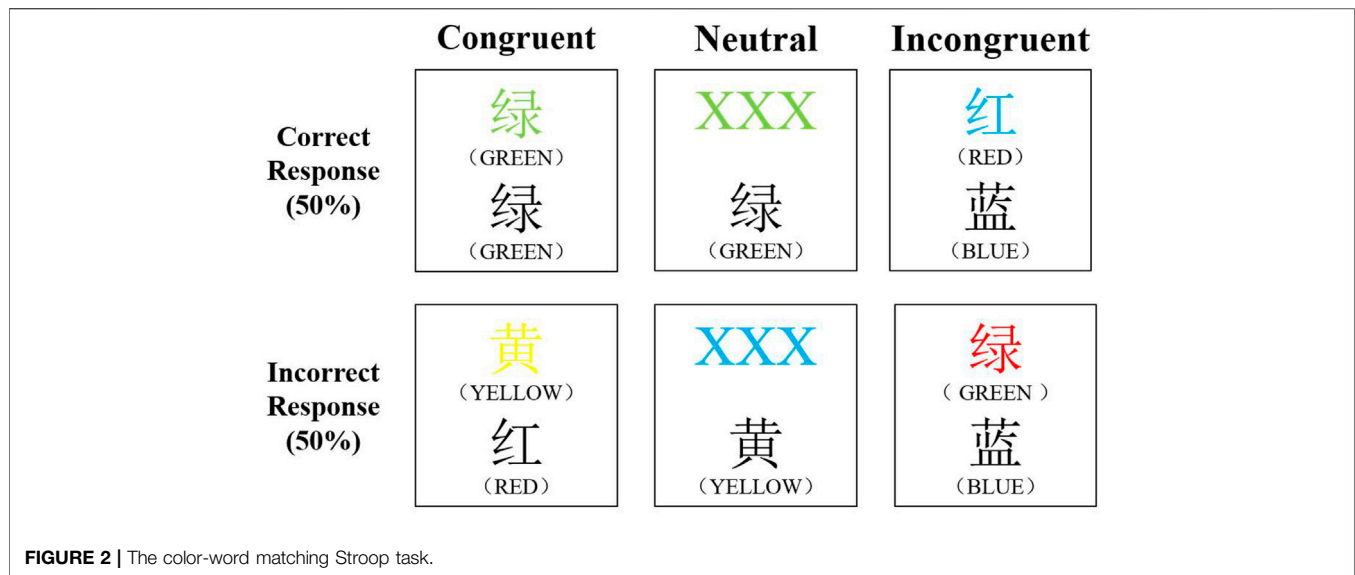 Congruent Neutral Incongruent
Correct
Response
(50%)
绿 XXX 红
（GREEN） （RED）
绿 绿 蓝
（GREEN） （GREEN） （BLUE）
Incorrect
Response
(50%)
黄 XXX 绿
（YELLOW） （ GREEN ）
红 黄 蓝
（RED） （YELLOW） （BLUE）
FIGURE 2 | The color-word matching Stroop task.